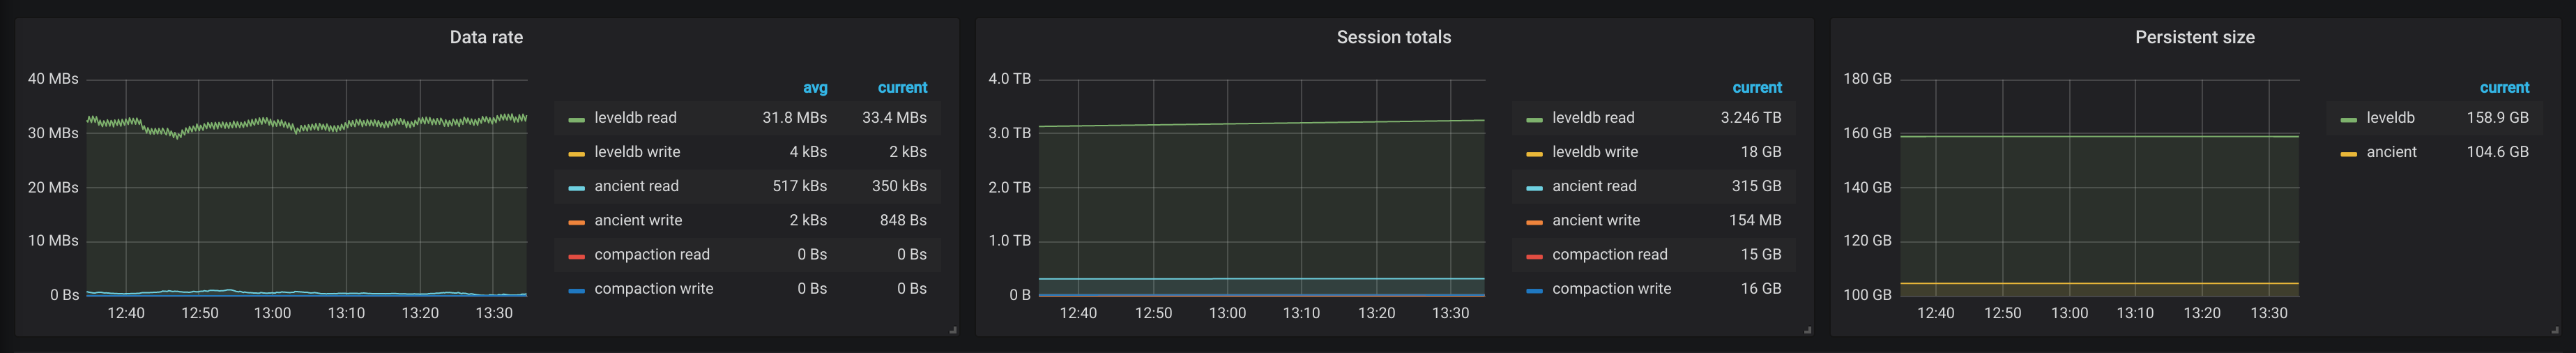 Data rate
40 MBs
30 MBs
20 MBs
10 MBs
0 Bs
12:40 12:50 13:00 13:10 13:20 13:30
avg current
leveldb read 31.8 MBs 33.4 MBs
leveldb write 4 kBs 2 kBs
ancient read 517 kBs 350 kBs
ancient write 2 kBs 848 Bs
compaction read 0 Bs 0 Bs
compaction write 0 Bs 0 Bs
Session totals
4.0 TB
3.0 TB
2.0 TB
1.0 TB
0 B
12:40 12:50 13:00 13:10 13:20 13:30
current
leveldb read 3.246 TB
leveldb write 18 GB
ancient read 315 GB
ancient write 154 MB
compaction read 15 GB
compaction write 16 GB
Persistent size
180 GB
160 GB
140 GB
120 GB
100 GB
12:40 12:50 13:00 13:10 13:20 13:30
current
leveldb 158.9 GB
ancient 104.6 GB